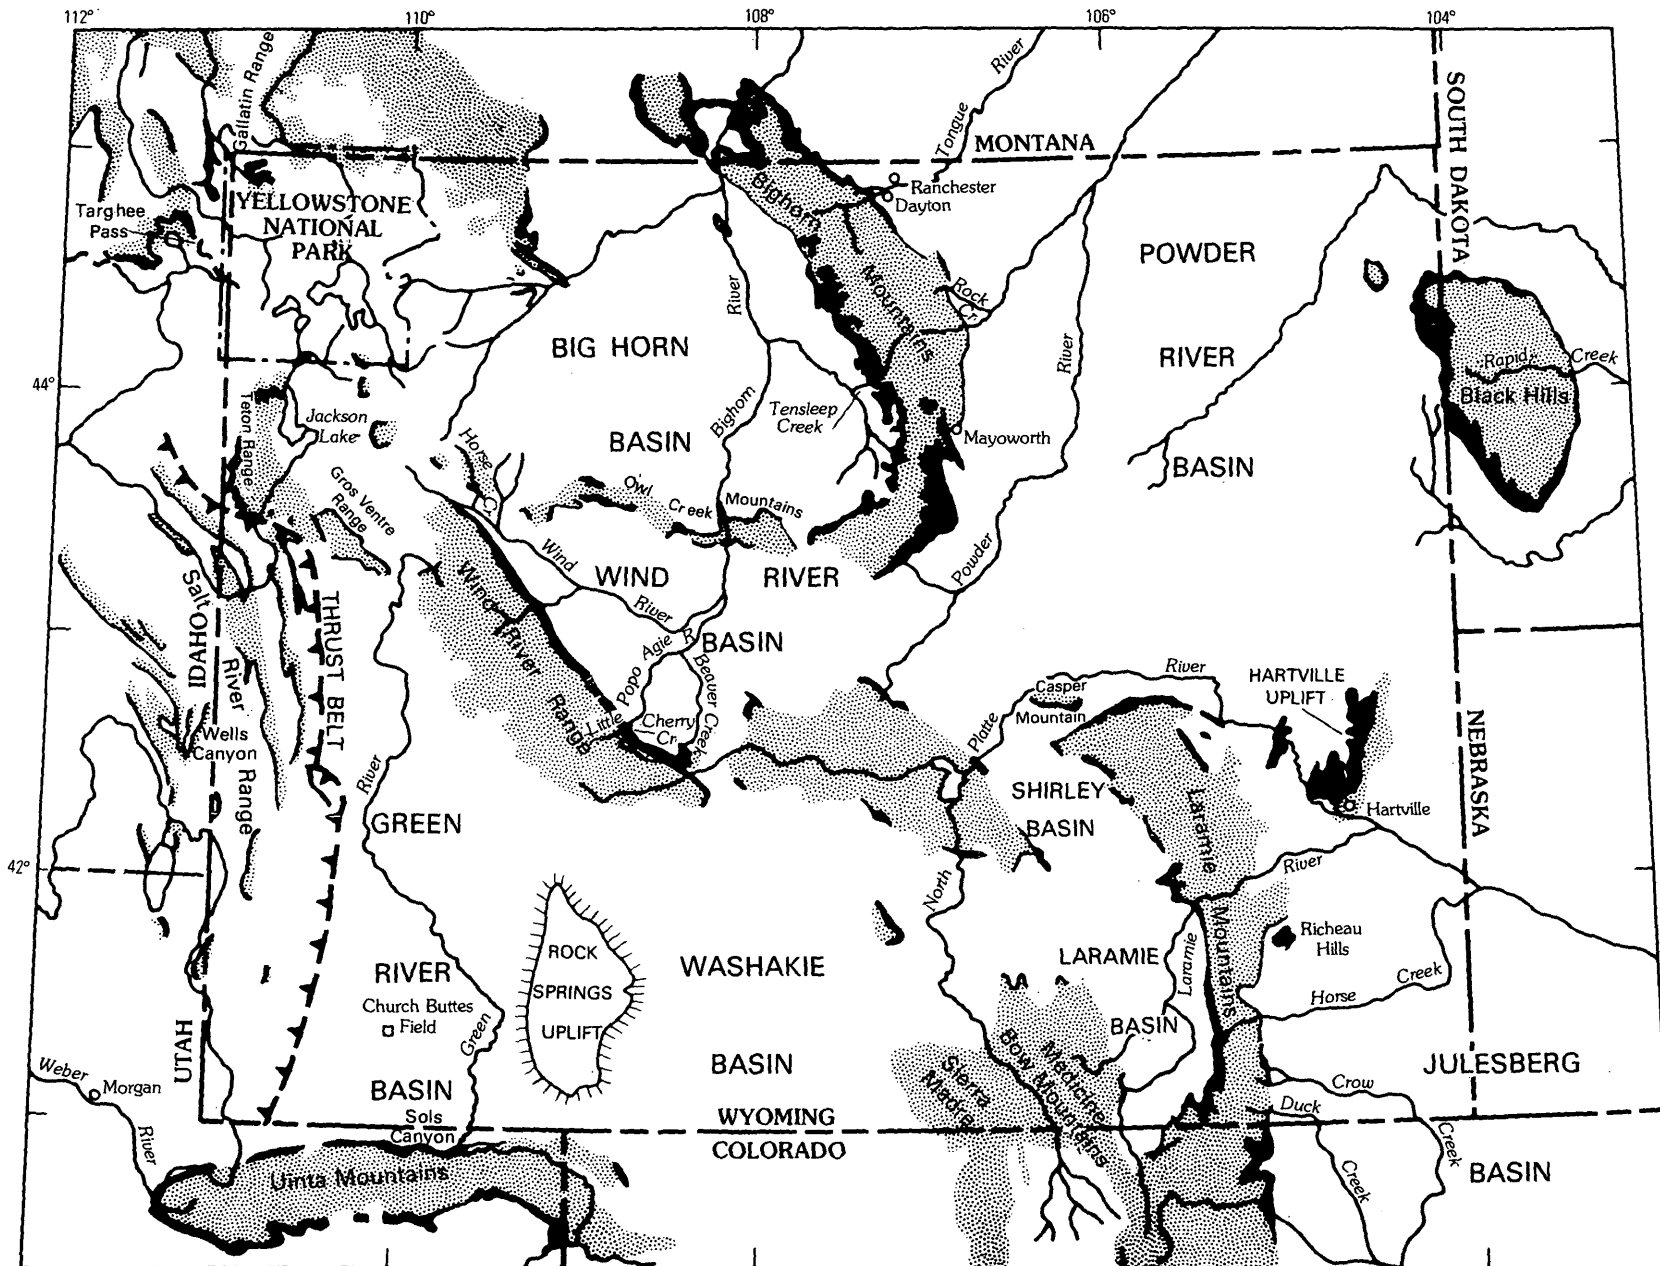 112°
110°
108°
106°
104°
Gallatin Range
River
Tongue
MONTANA
SOUTH DAKOTA
Targhee
Pass
YELLOWSTONE
NATIONAL
PARK
Bighorn
Mountains
Ranchester
Dayton
POWDER
River
Rock
Cr.
BIG HORN
RIVER
River
Rapid
Creek
Black Hills
44°
Teton Range
Jackson
Lake
Bighorn
Tensleep
Creek
BASIN
Mayoworth
BASIN
Horse
Cr.
Gros Ventre
Range
Owl
Creek
Mountains
Wind
WIND
RIVER
Powder
Salt
River
Range
IDAHO
THRUST BELT
Wind
River
Range
River
BASIN
Little
Popo
Agie
R.
Beaver Creek
Cherry
Cr.
Casper
Mountain
River
Platte
HARTVILLE
UPLIFT
NEBRASKA
Wells
Canyon
River
SHIRLEY
BASIN
Laramie
Mountains
Hartville
GREEN
42°
River
North
ROCK
SPRINGS
UPLIFT
WASHAKIE
LARAMIE
Laramie
Richeau
Hills
RIVER
Church Buttes
Field
Green
Horse
Creek
BASIN
UTAH
Weber
Morgan
River
BASIN
BASIN
Sierra
Madre
Medicine
Bow Mountains
JULESBERG
Crow
Creek
Duck
Creek
Sols
Canyon
WYOMING
COLORADO
Uinta Mountains
BASIN